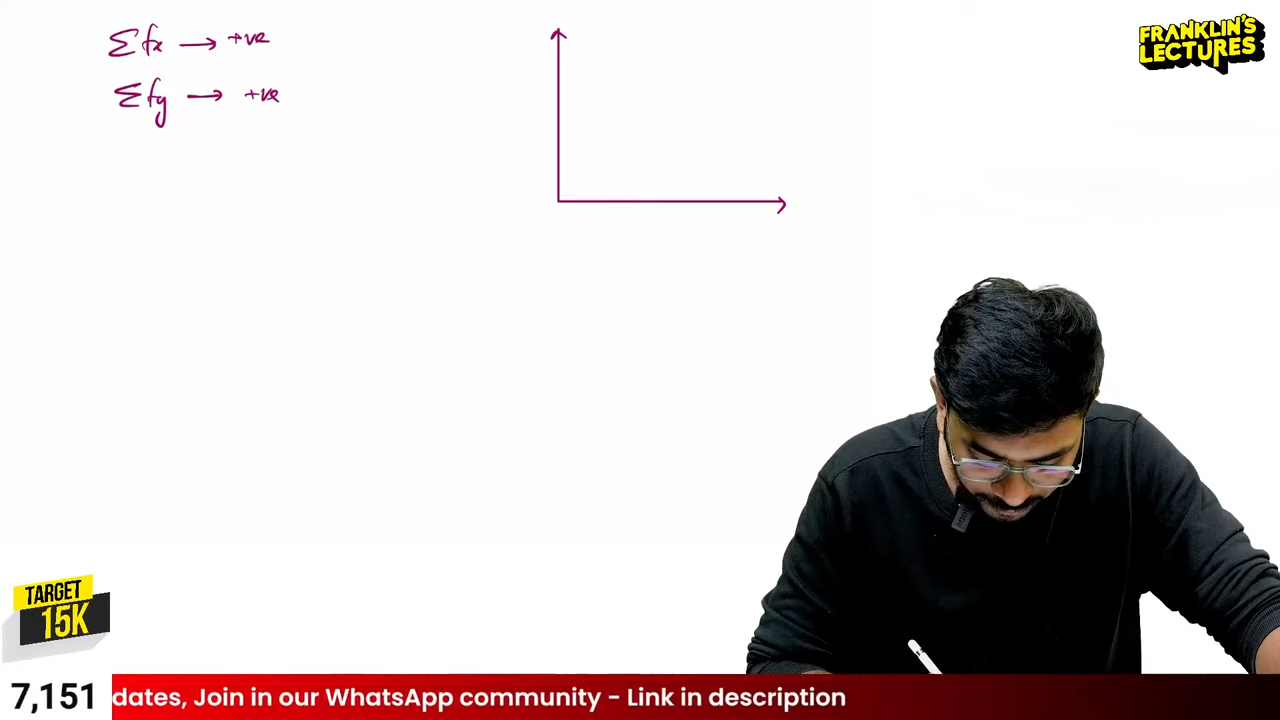 Σfx → +ve
Σfy → +ve
FRANKLIN'S
LECTURES
TARGET
15K
7,151
dates, Join in our WhatsApp community - Link in description